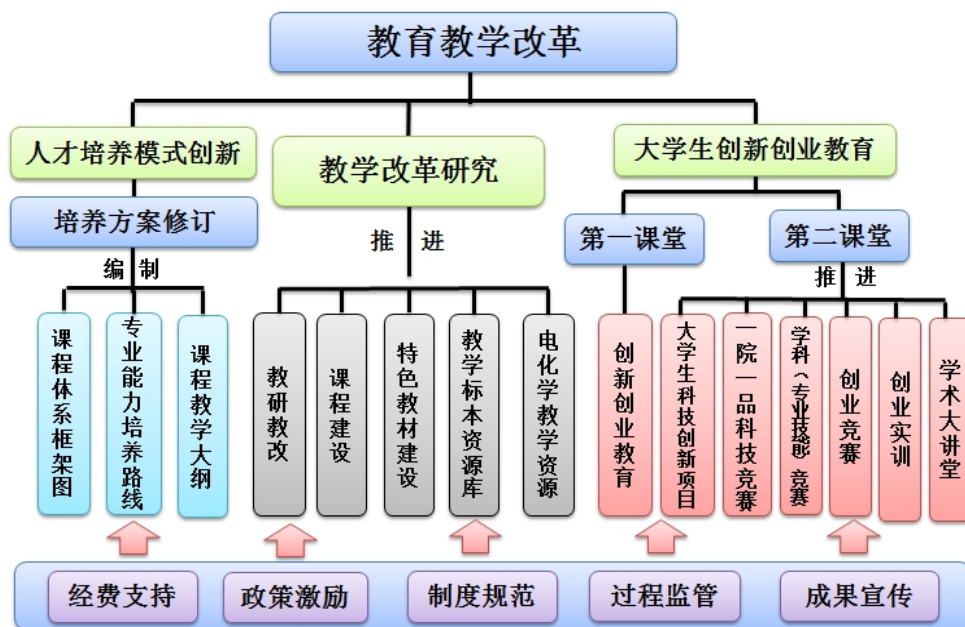 教育教学改革
人才培养模式创新
教学改革研究
大学生创新创业教育
培养方案修订
第一课堂
第二课堂
编制
推进
推进
课程体系框架图
专业能力培养路线
课程教学大纲
教研教改
课程建设
特色教材建设
教学标本资源库
电化学教学资源
创新创业教育
大学生科技创新项目
一院一品科技竞赛
学科（专业技能）竞赛
创业竞赛
创业实训
学术大讲堂
经费支持
政策激励
制度规范
过程监管
成果宣传